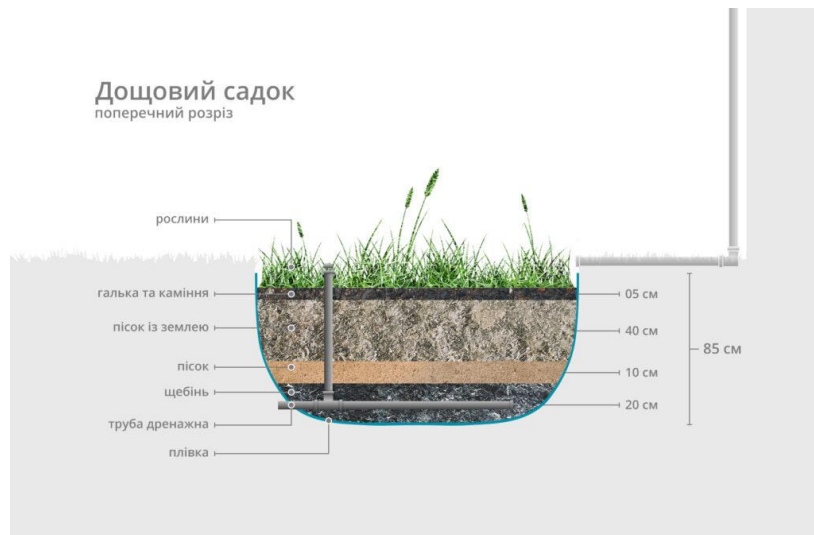 Дощовий садок
поперечний розріз
рослини
галька та каміння
05 см
пісок із землею
40 см
85 см
пісок
10 см
щебінь
20 см
труба дренажна
плівка